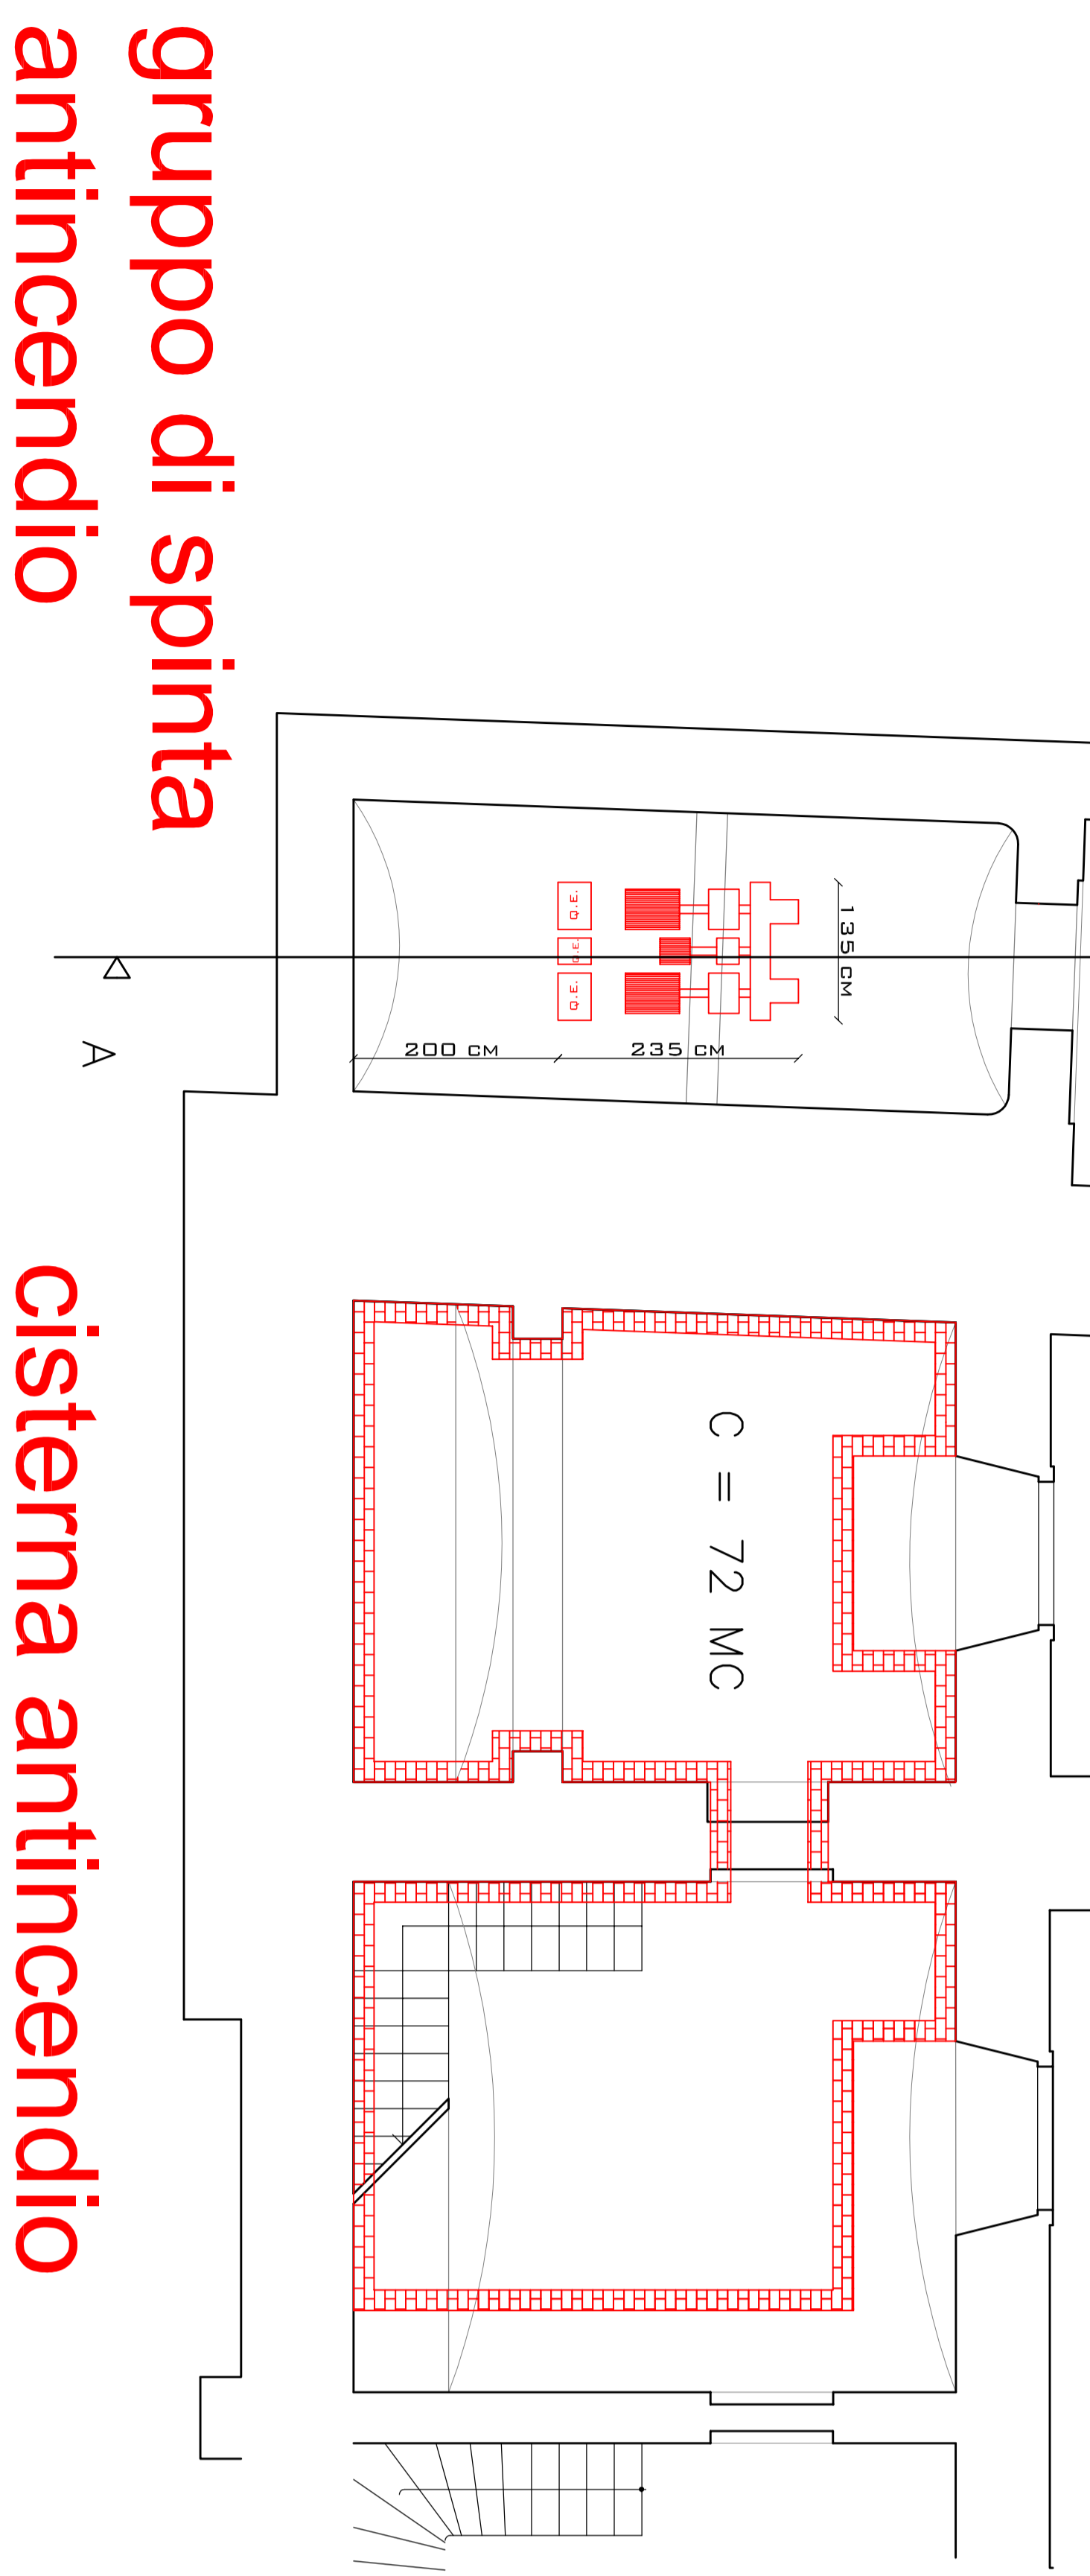 gruppo di spinta
antincendio
cisterna antincendio
135 CM
Q.E.
Q.E.
Q.E.
200 CM
235 CM
A
C = 72 MC